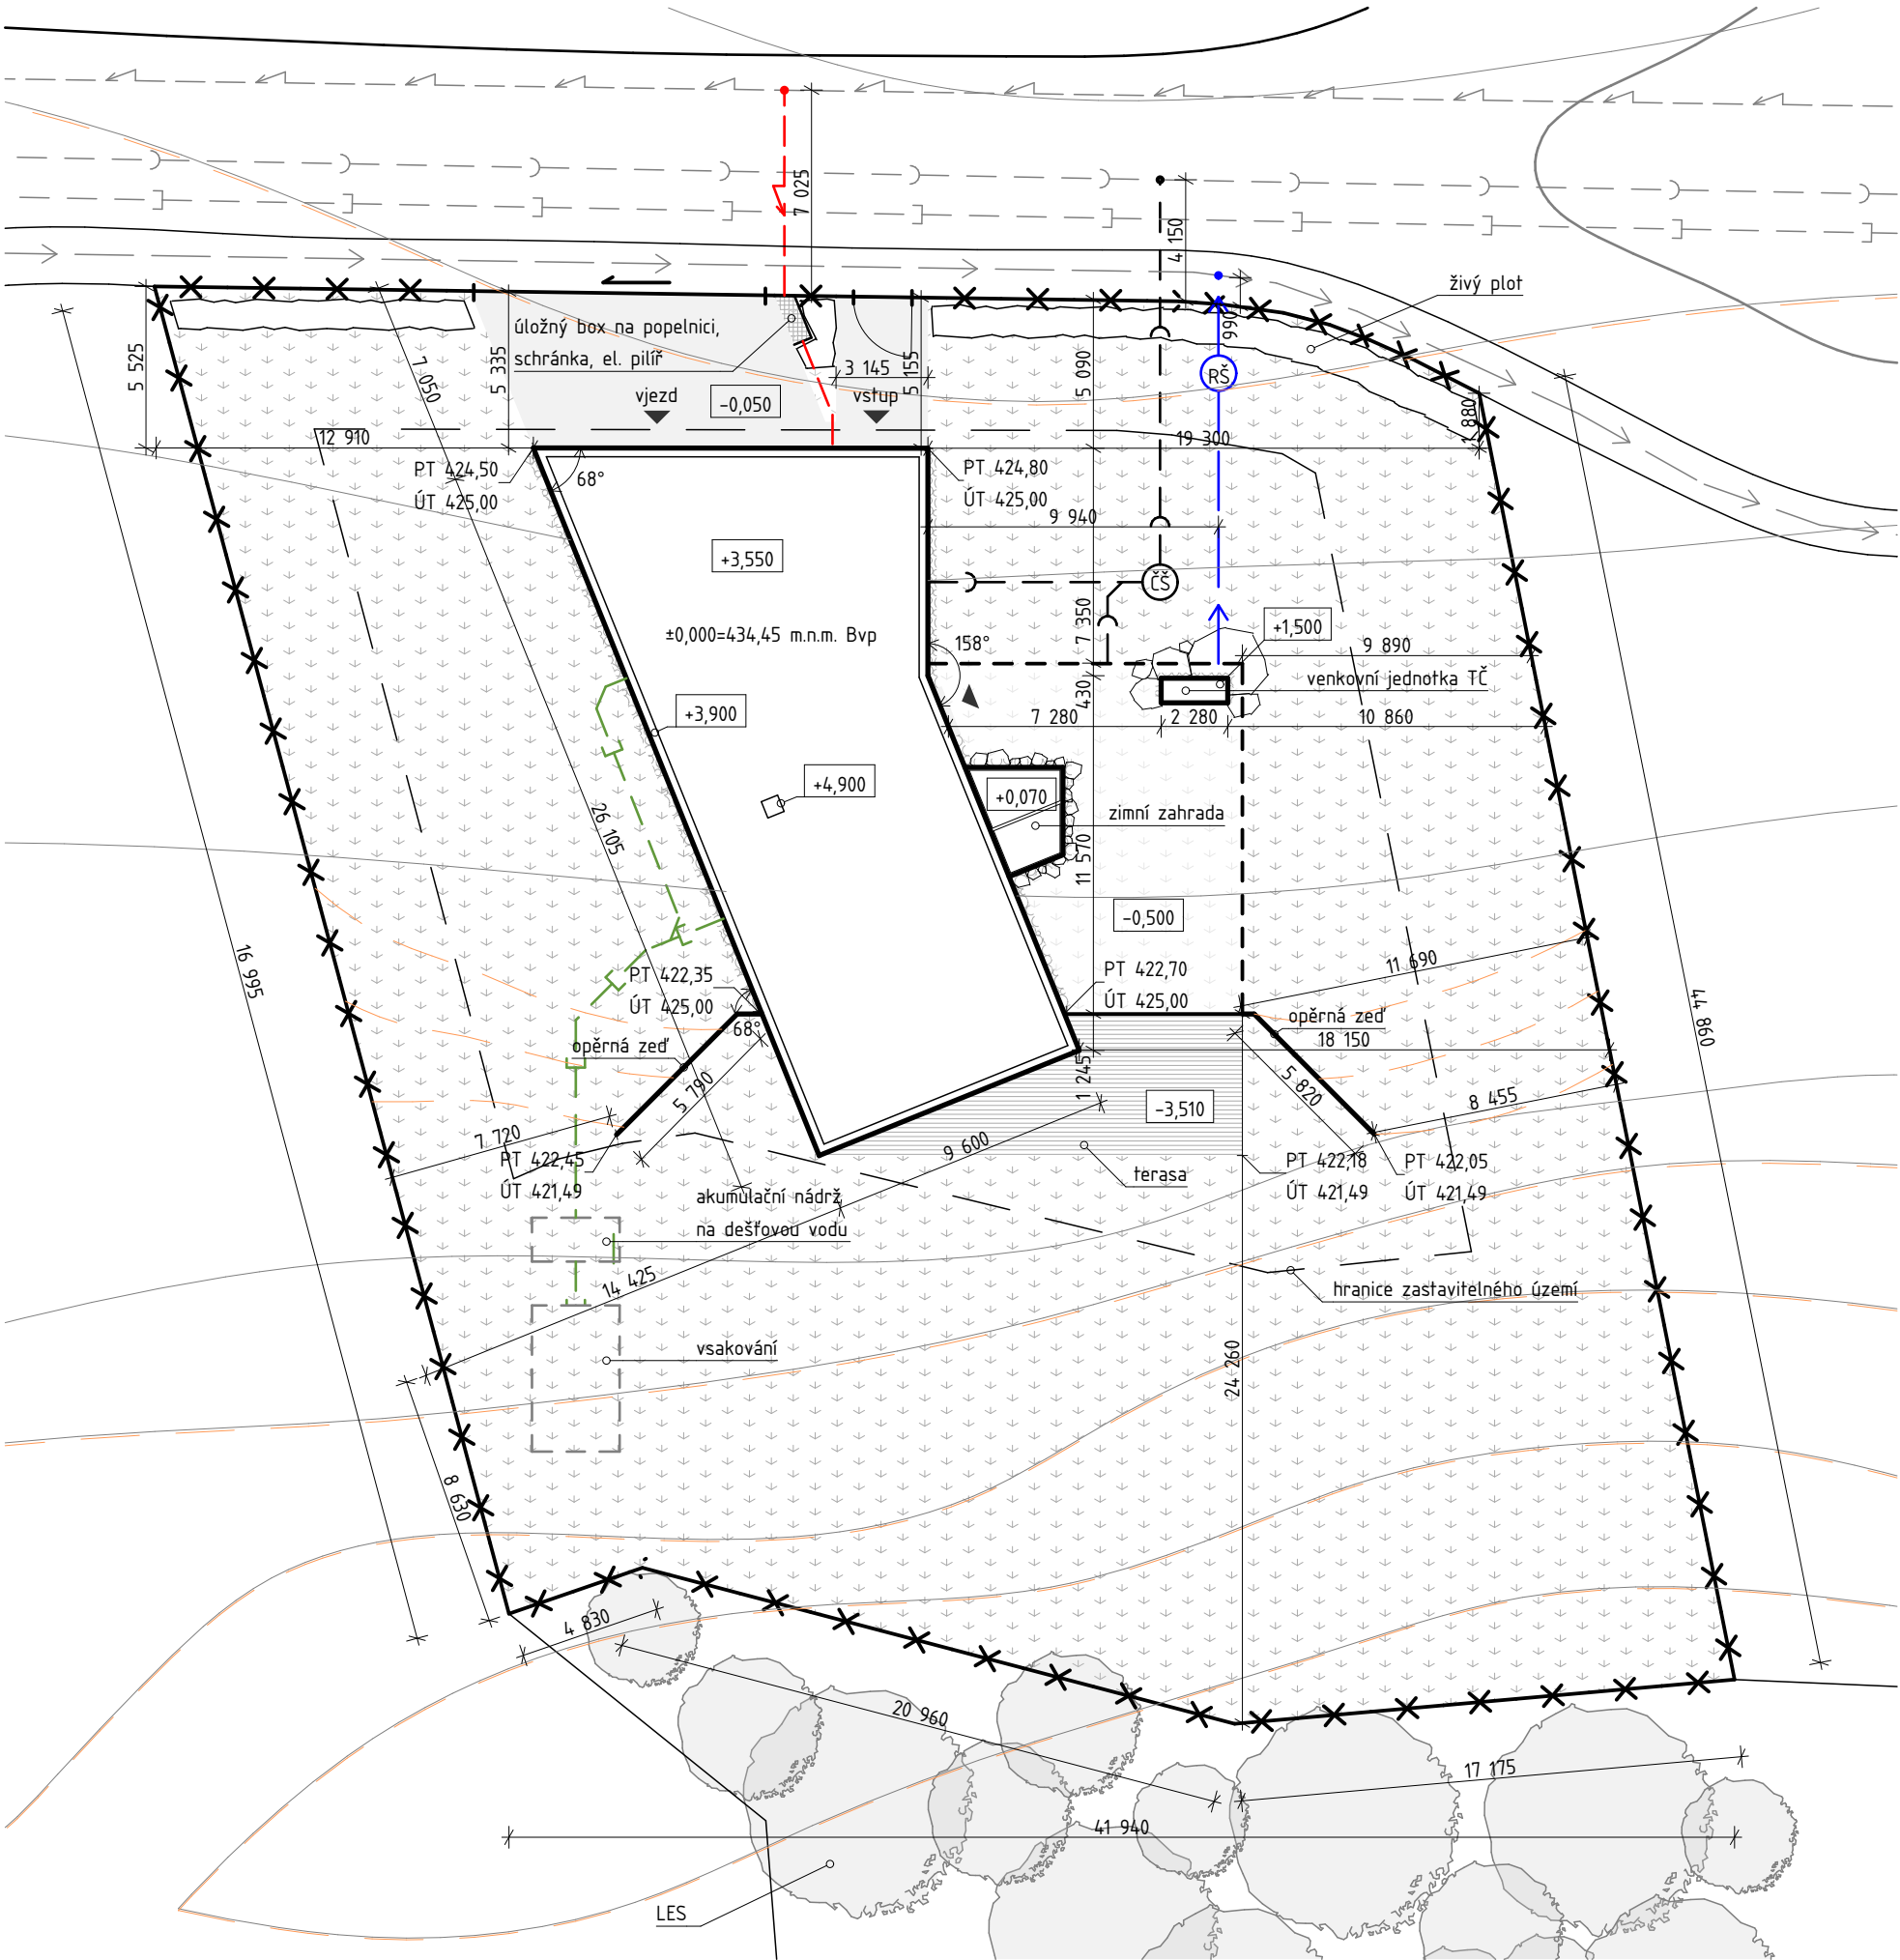 7 025
4 150
živý plot
990
úložný box na popelnici,
schránka, el. pilíř
5 525
7 050
5 335
3 145
5 155
5 090
RŠ
vjezd
-0,050
vstup
1 880
12 910
19 300
PT 424,50
ÚT 425,00
68°
PT 424,80
ÚT 425,00
9 940
+3,550
ČŠ
±0,000=434,45 m.n.m. Bvp
7 350
158°
+1,500
9 890
venkovní jednotka TČ
430
+3,900
7 280
2 280
10 860
+4,900
+0,070
zimní zahrada
26 105
11 570
-0,500
16 995
PT 422,35
ÚT 425,00
68°
PT 422,70
ÚT 425,00
11 690
44 860
opěrná zeď
opěrná zeď
18 150
5 790
1 245
5 820
-3,510
8 455
7 720
9 600
PT 422,45
ÚT 421,49
terasa
PT 422,18
ÚT 421,49
PT 422,05
ÚT 421,49
akumulační nádrž
na dešťovou vodu
14 425
hranice zastavitelného území
vsakování
24 260
8 630
4 830
20 960
17 175
41 940
LES